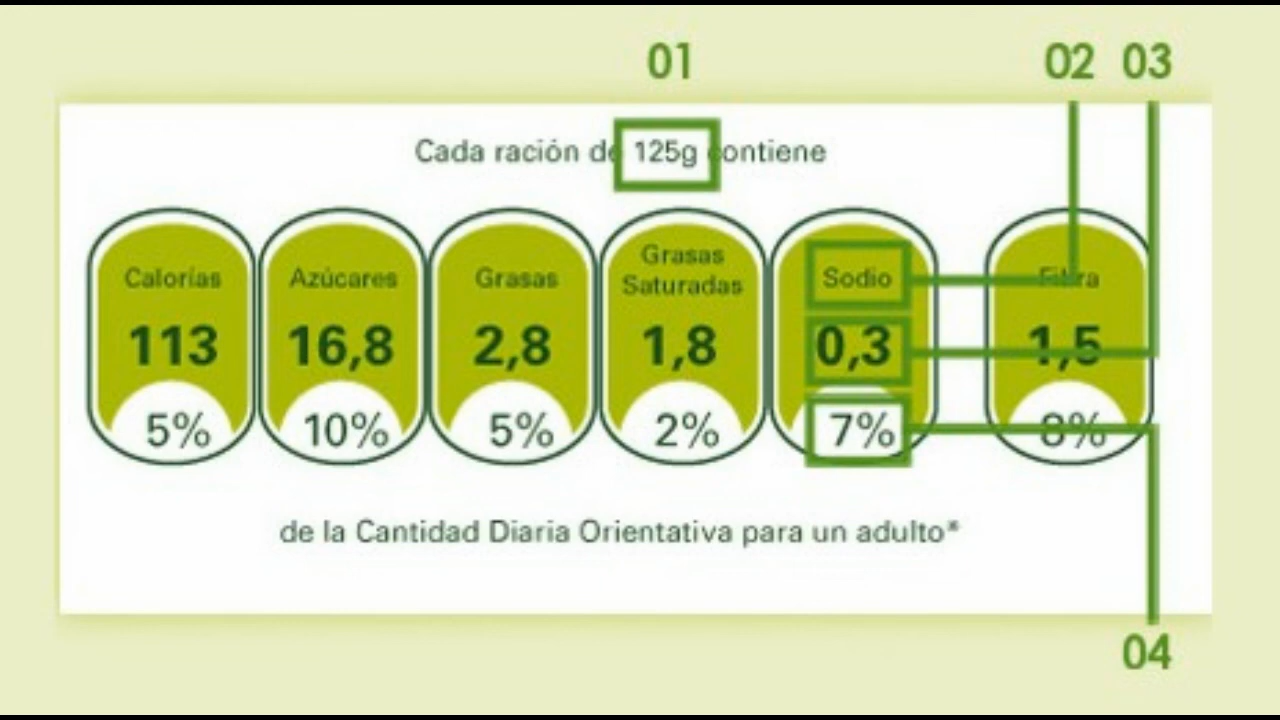 01
02 03
Cada ración de 125g contiene
Calorías Azúcares Grasas Grasas Saturadas Sodio Fibra
113 16,8 2,8 1,8 0,3 1,5
5% 10% 5% 2% 7% 8%
de la Cantidad Diaria Orientativa para un adulto*
04